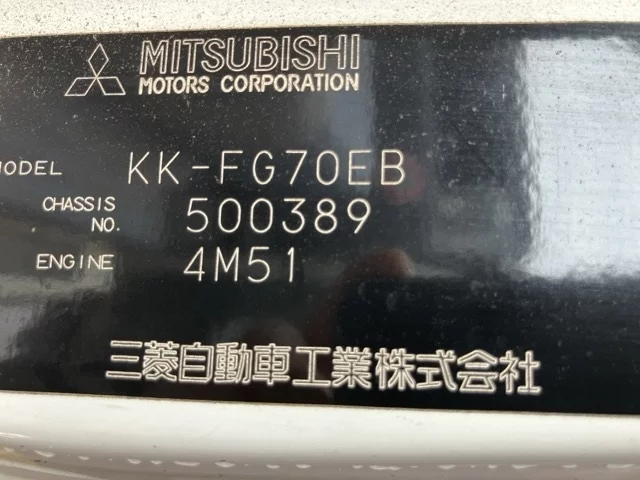 MITSUBISHI
MOTORS CORPORATION
MODEL KK-FG70EB
CHASSIS NO. 500389
ENGINE 4M51
三菱自動車工業株式会社